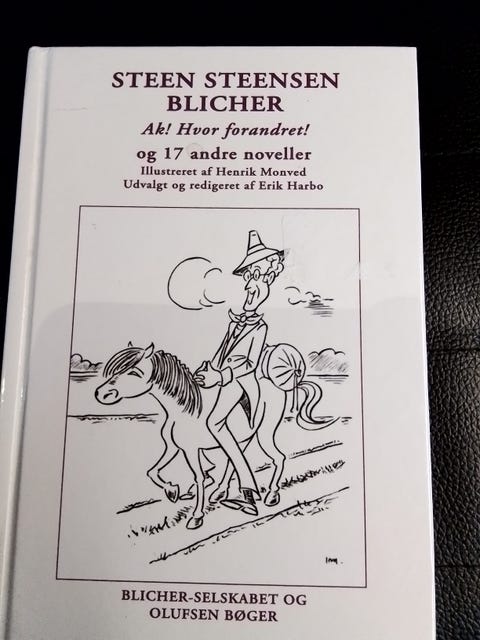 STEEN STEENSEN
BLICHER
Ak! Hvor forandret!
og 17 andre noveller
Illustreret af Henrik Monved
Udvalgt og redigeret af Erik Harbo
BLICHER-SELSKABET OG
OLUFSEN BØGER